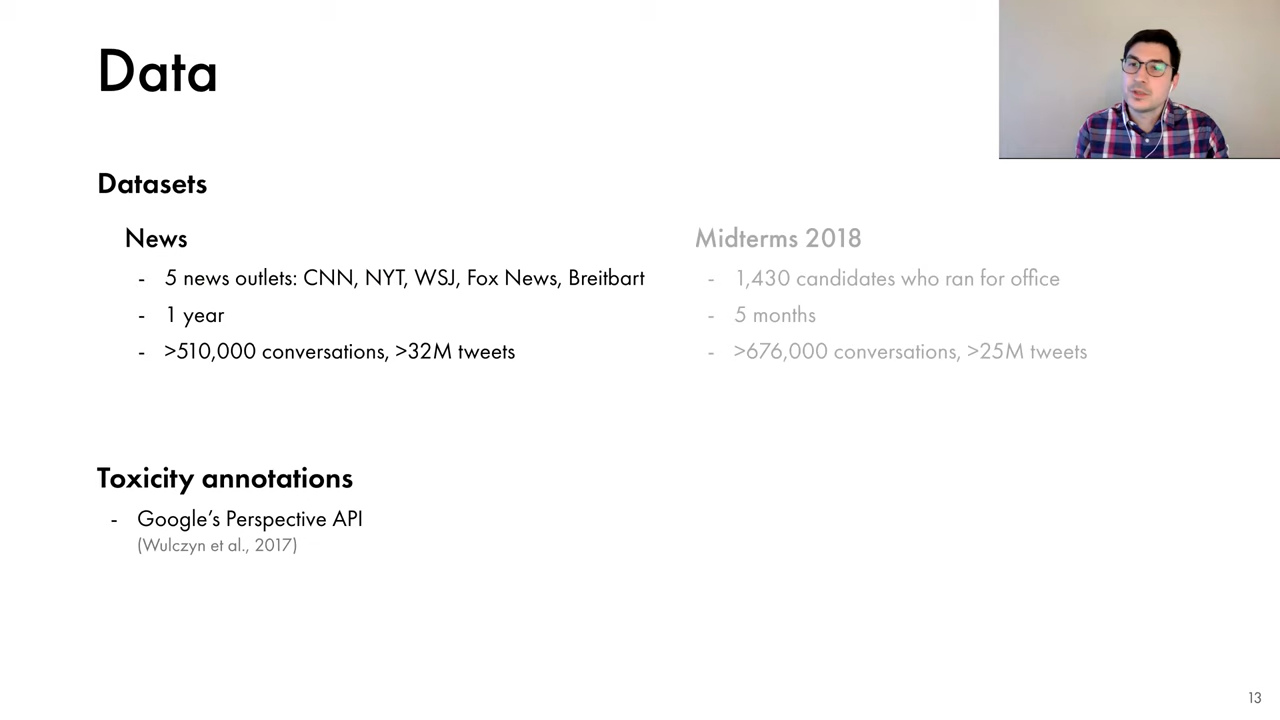 Data
Datasets
News
- 5 news outlets: CNN, NYT, WSJ, Fox News, Breitbart
- 1 year
- >510,000 conversations, >32M tweets
Midterms 2018
- 1,430 candidates who ran for office
- 5 months
- >676,000 conversations, >25M tweets
Toxicity annotations
- Google's Perspective API
(Wulczyn et al., 2017)
13